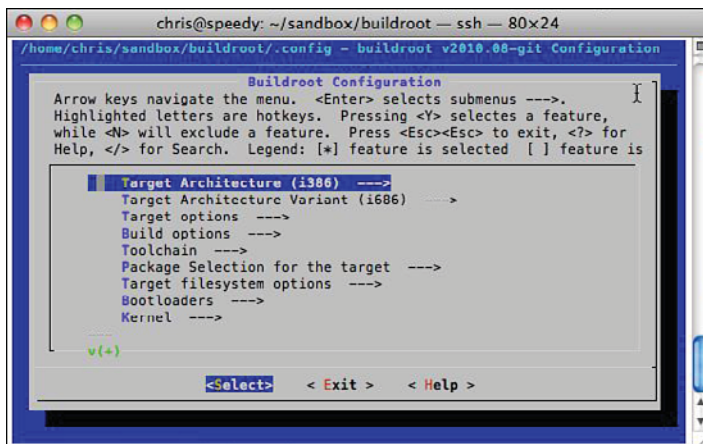 chris@speedy: ~/sandbox/buildroot — ssh — 80×24
/home/chris/sandbox/buildroot/.config - buildroot v2010.08-git Configuration
Buildroot Configuration
Arrow keys navigate the menu. <Enter> selects submenus --->.
Highlighted letters are hotkeys. Pressing <Y> selectes a feature,
while <N> will exclude a feature. Press <Esc><Esc> to exit, <?> for
Help, </> for Search. Legend: [*] feature is selected [ ] feature is
Target Architecture (i386) --->
Target Architecture Variant (i686) --->
Target options --->
Build options --->
Toolchain --->
Package Selection for the target --->
Target filesystem options --->
Bootloaders --->
Kernel --->
---
v(+)
<Select> < Exit > < Help >